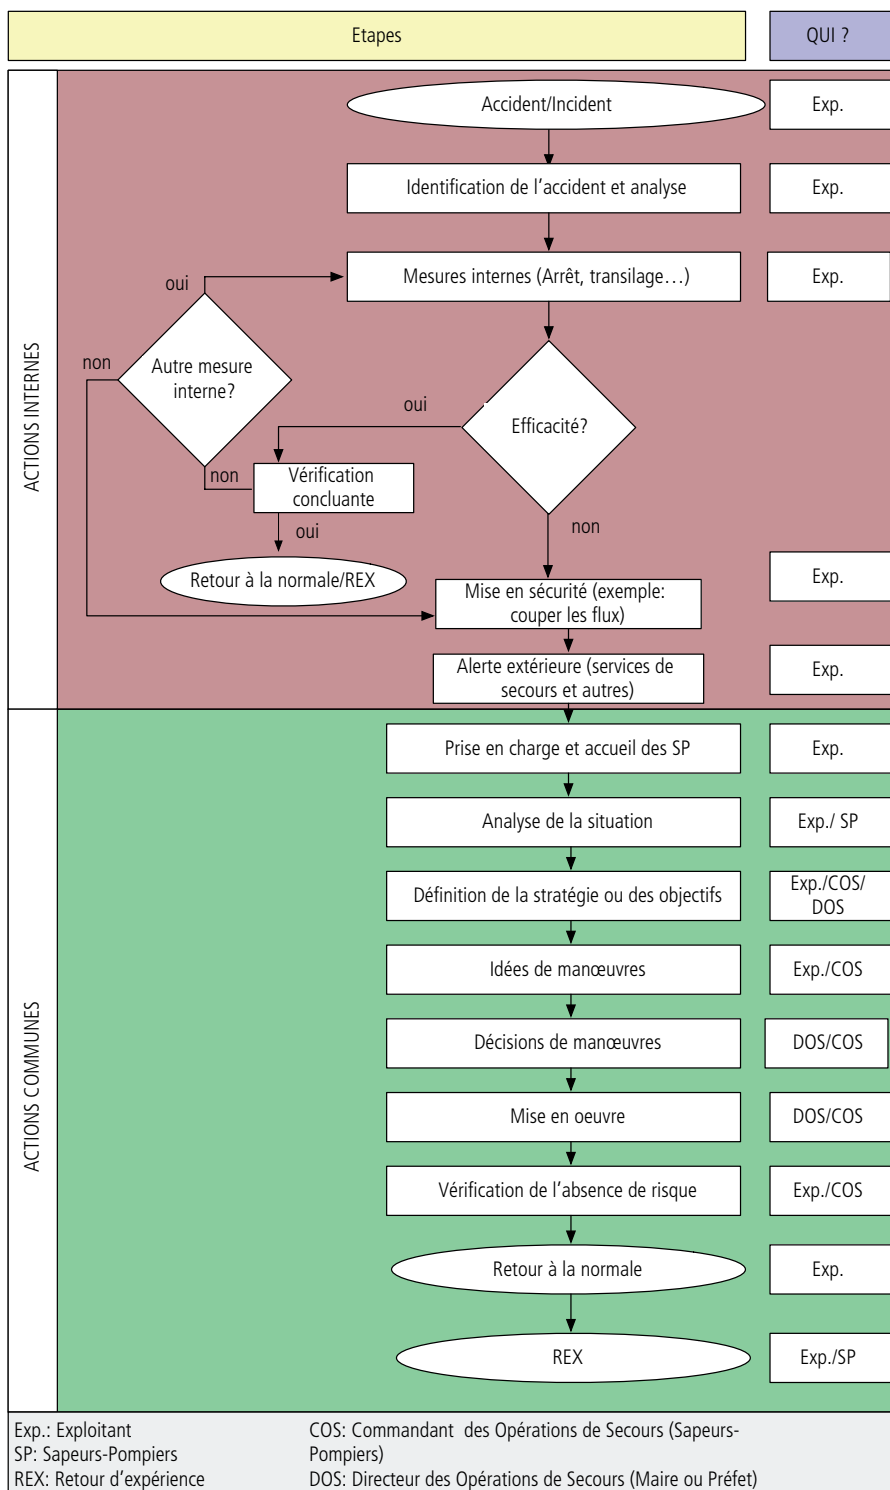 Etapes
QUI ?
ACTIONS INTERNES
Accident/Incident
Exp.
Identification de l’accident et analyse
Exp.
Mesures internes (Arrêt, transilage…)
Exp.
oui
non
Autre mesure
interne?
oui
Efficacité?
non
Vérification
concluante
oui
non
Retour à la normale/REX
Mise en sécurité (exemple:
couper les flux)
Exp.
Alerte extérieure (services de
secours et autres)
Exp.
ACTIONS COMMUNES
Prise en charge et accueil des SP
Exp.
Analyse de la situation
Exp./ SP
Définition de la stratégie ou des objectifs
Exp./COS/
DOS
Idées de manœuvres
Exp./COS
Décisions de manœuvres
DOS/COS
Mise en oeuvre
DOS/COS
Vérification de l’absence de risque
Exp./COS
Retour à la normale
Exp.
REX
Exp./SP
Exp.: Exploitant
SP: Sapeurs-Pompiers
REX: Retour d’expérience
COS: Commandant des Opérations de Secours (Sapeurs-
Pompiers)
DOS: Directeur des Opérations de Secours (Maire ou Préfet)